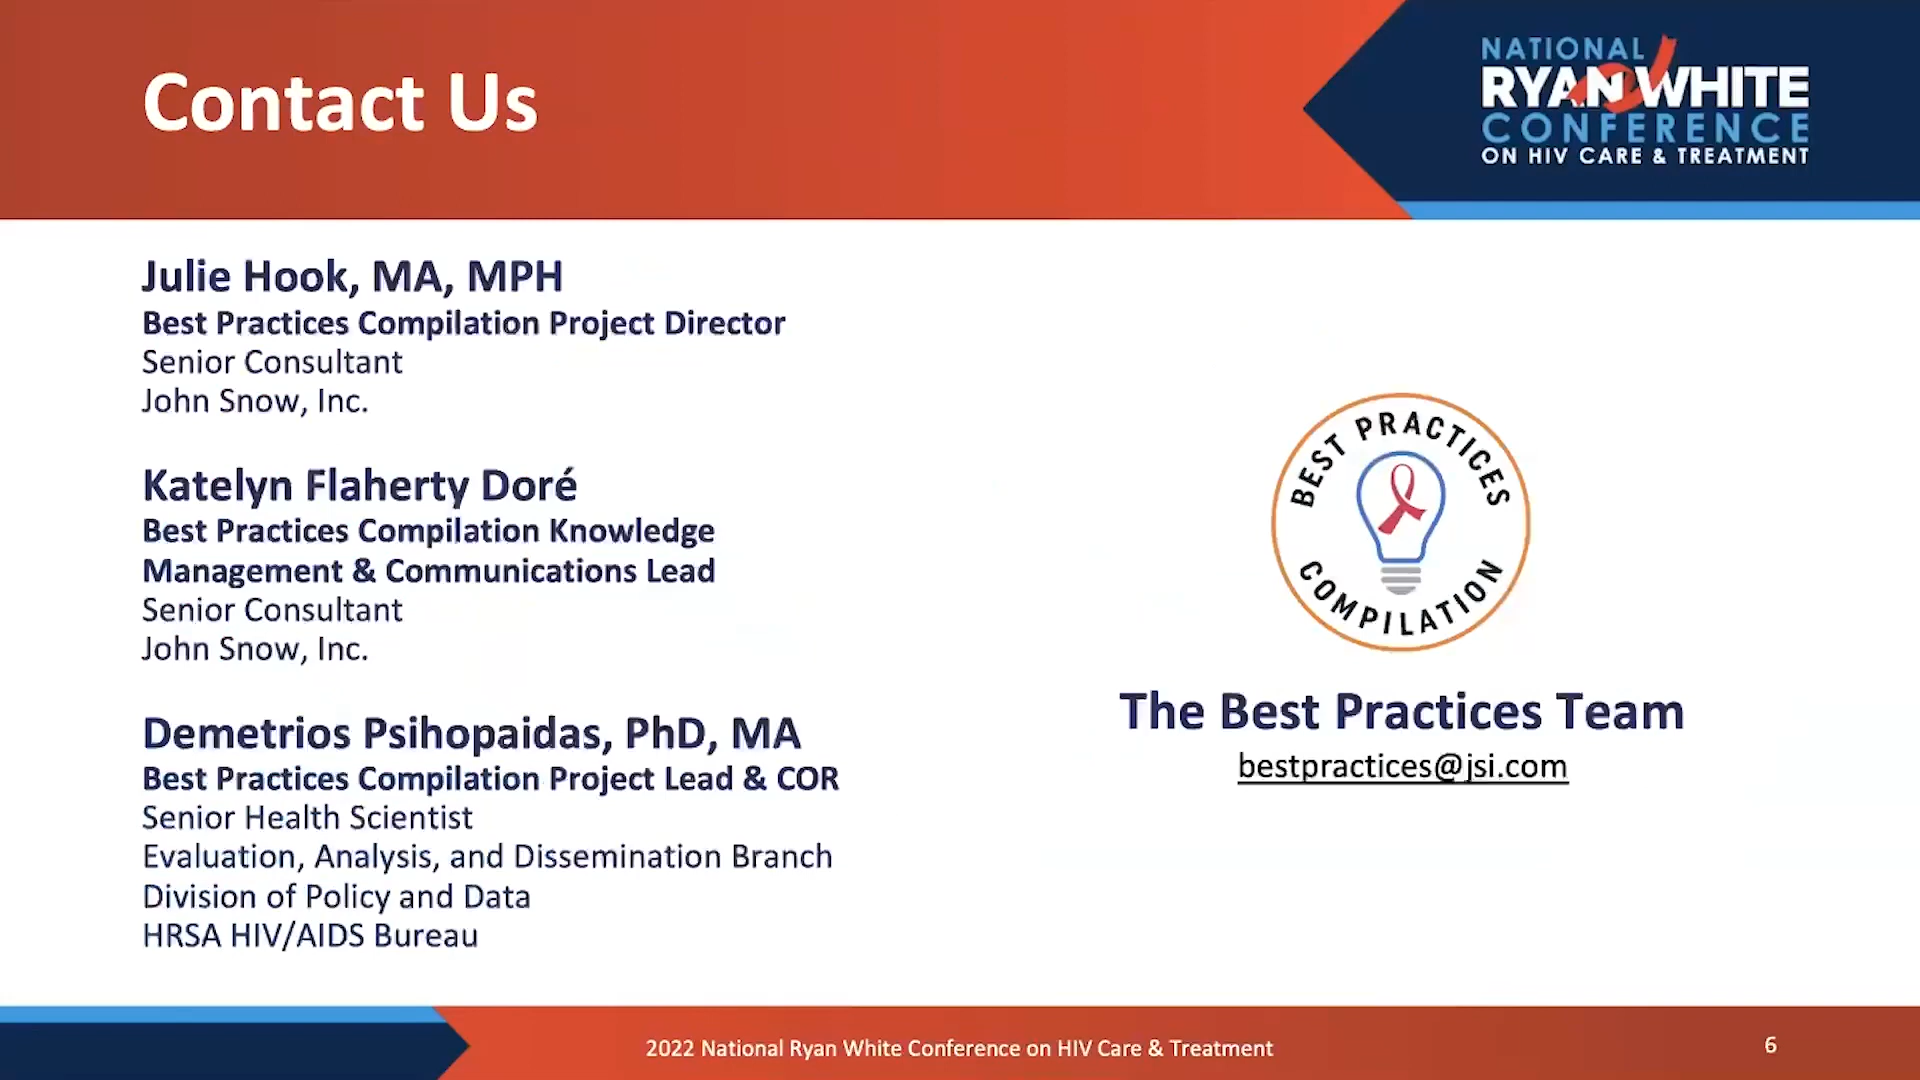 Contact Us
NATIONAL
RYAN WHITE
CONFERENCE
ON HIV CARE & TREATMENT
Julie Hook, MA, MPH
Best Practices Compilation Project Director
Senior Consultant
John Snow, Inc.
Katelyn Flaherty Doré
Best Practices Compilation Knowledge
Management & Communications Lead
Senior Consultant
John Snow, Inc.
Demetrios Psihopaidas, PhD, MA
Best Practices Compilation Project Lead & COR
Senior Health Scientist
Evaluation, Analysis, and Dissemination Branch
Division of Policy and Data
HRSA HIV/AIDS Bureau
BEST PRACTICES
COMPILATION
The Best Practices Team
bestpractices@jsi.com
2022 National Ryan White Conference on HIV Care & Treatment
6